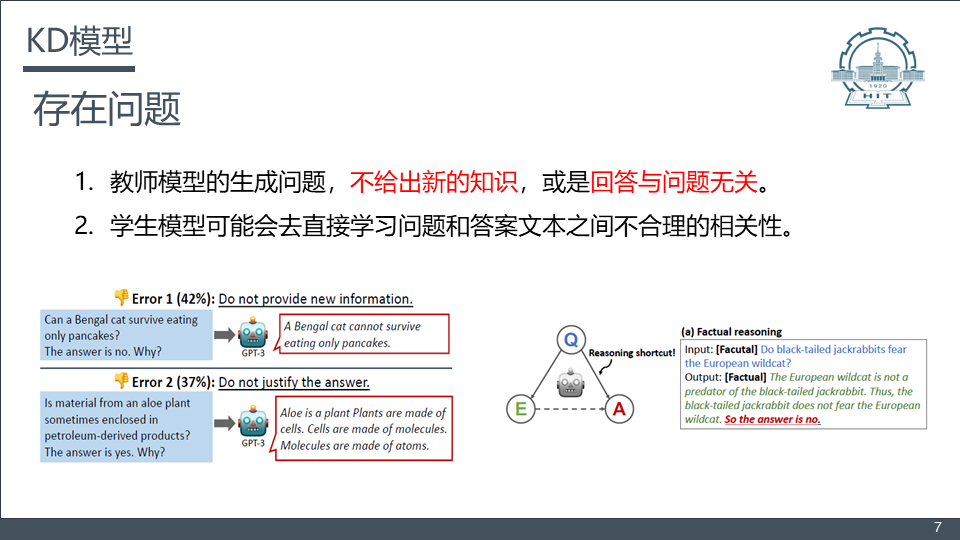 KD模型
存在问题
1920
HIT
1. 教师模型的生成问题，不给出新的知识，或是回答与问题无关。
2. 学生模型可能会去直接学习问题和答案文本之间不合理的相关性。
Error 1 (42%): Do not provide new information.
Can a Bengal cat survive eating
only pancakes?
The answer is no. Why?
GPT-3
A Bengal cat cannot survive
eating only pancakes.
Error 2 (37%): Do not justify the answer.
Is material from an aloe plant
sometimes enclosed in
petroleum-derived products?
The answer is yes. Why?
GPT-3
Aloe is a plant Plants are made of
cells. Cells are made of molecules.
Molecules are made of atoms.
Q
Reasoning shortcut!
E
A
(a) Factual reasoning
Input: [Facutal] Do black-tailed jackrabbits fear
the European wildcat?
Output: [Factual] The European wildcat is not a
predator of the black-tailed jackrabbit. Thus, the
black-tailed jackrabbit does not fear the European
wildcat. So the answer is no.
7